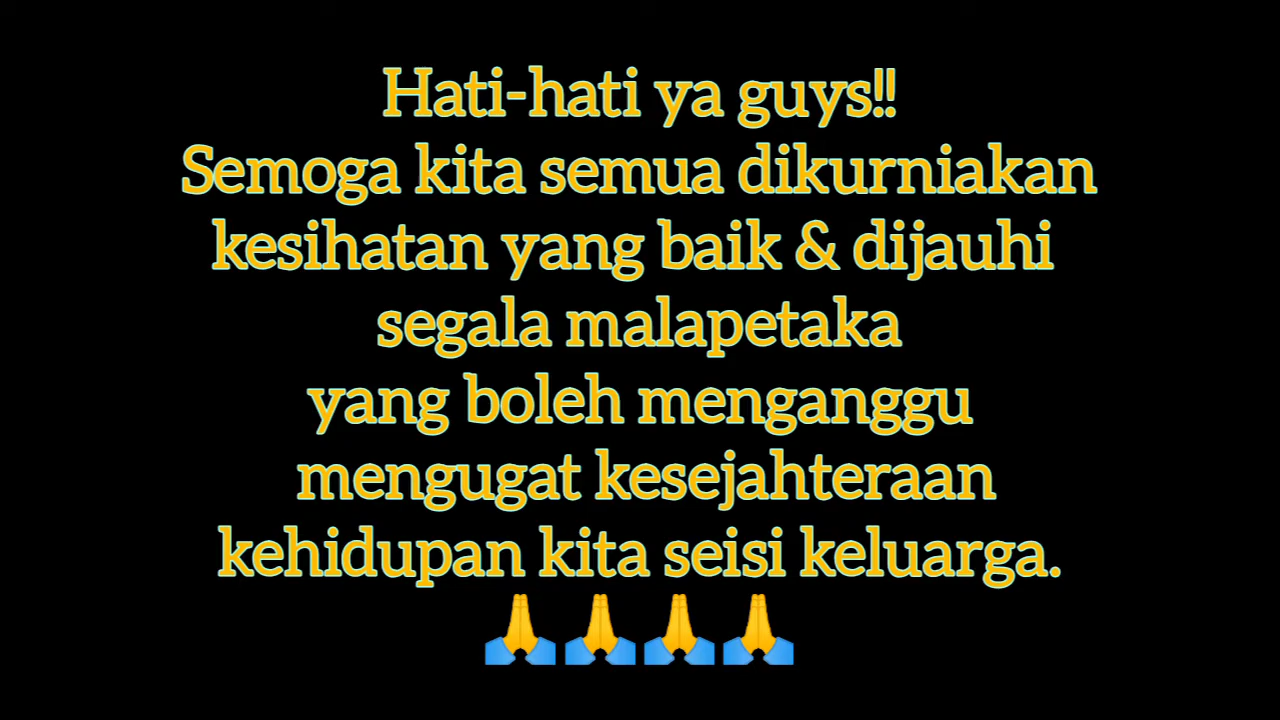 Hati-hati ya guys!!
Semoga kita semua dikurniakan
kesihatan yang baik & dijauhi
segala malapetaka
yang boleh menganggu
mengugat kesejahteraan
kehidupan kita seisi keluarga.
🙏🙏🙏🙏